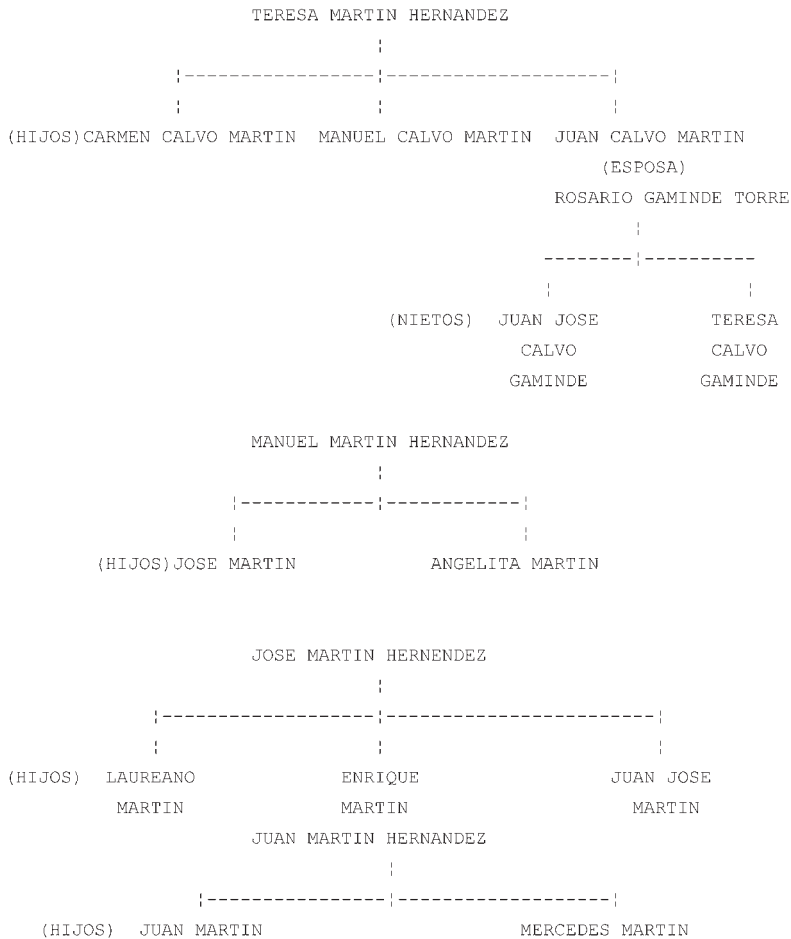 TERESA MARTIN HERNANDEZ
(HIJOS)CARMEN CALVO MARTIN MANUEL CALVO MARTIN JUAN CALVO MARTIN
(ESPOSA)
ROSARIO GAMINDE TORRE
(NIETOS) JUAN JOSE TERESA
CALVO CALVO
GAMINDE GAMINDE
MANUEL MARTIN HERNANDEZ
(HIJOS)JOSE MARTIN ANGELITA MARTIN
JOSE MARTIN HERNENDEZ
(HIJOS) LAUREANO ENRIQUE JUAN JOSE
MARTIN MARTIN MARTIN
JUAN MARTIN HERNANDEZ
(HIJOS) JUAN MARTIN MERCEDES MARTIN